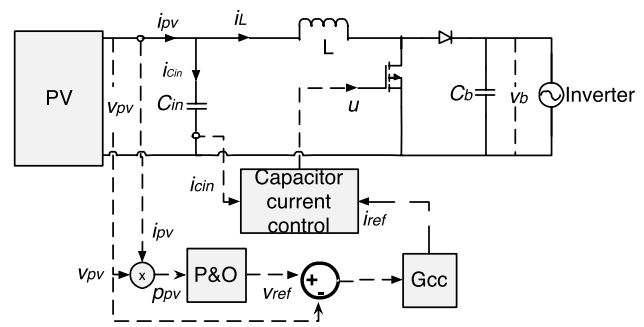 ipv
iL
L
PV
vpv
iCin
Cin
u
Cb
vb
Inverter
icin
Capacitor
current
control
iref
ipv
vpv
x
ppv
P&O
vref
+
-
Gcc